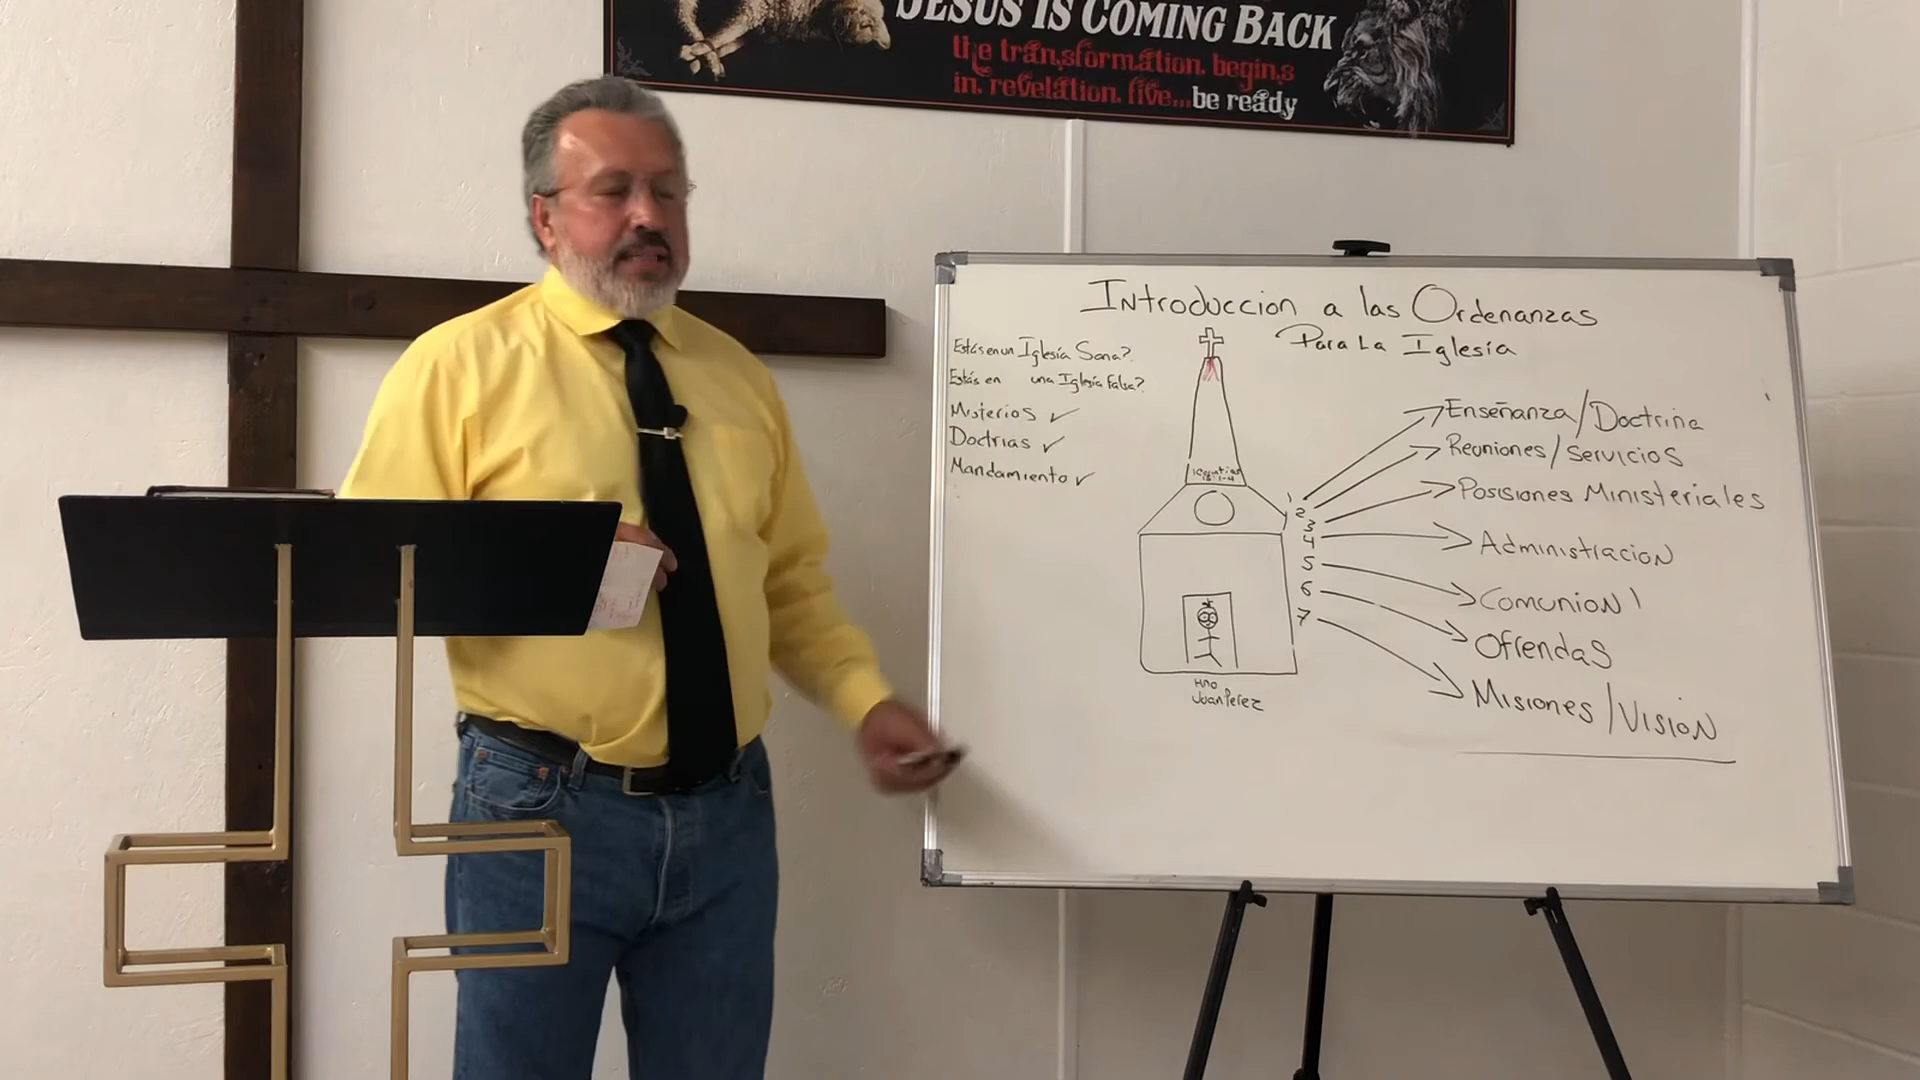 JESUS IS COMING BACK
the transformation begins
in revelation five...be ready
Introduccion a las Ordenanzas
Para La Iglesia
Estás en un Iglesía Sana?
Estás en una Iglesia Falsa?
Misterios ✓
Doctrias ✓
Mandamiento ✓
1
2
3
4
5
6
7
Enseñanza/Doctrina
Reuniones/Servicios
Posisiones Ministeriales
Administracion
Comunion
Ofrendas
Misiones/Vision
Hno
Juan Perez